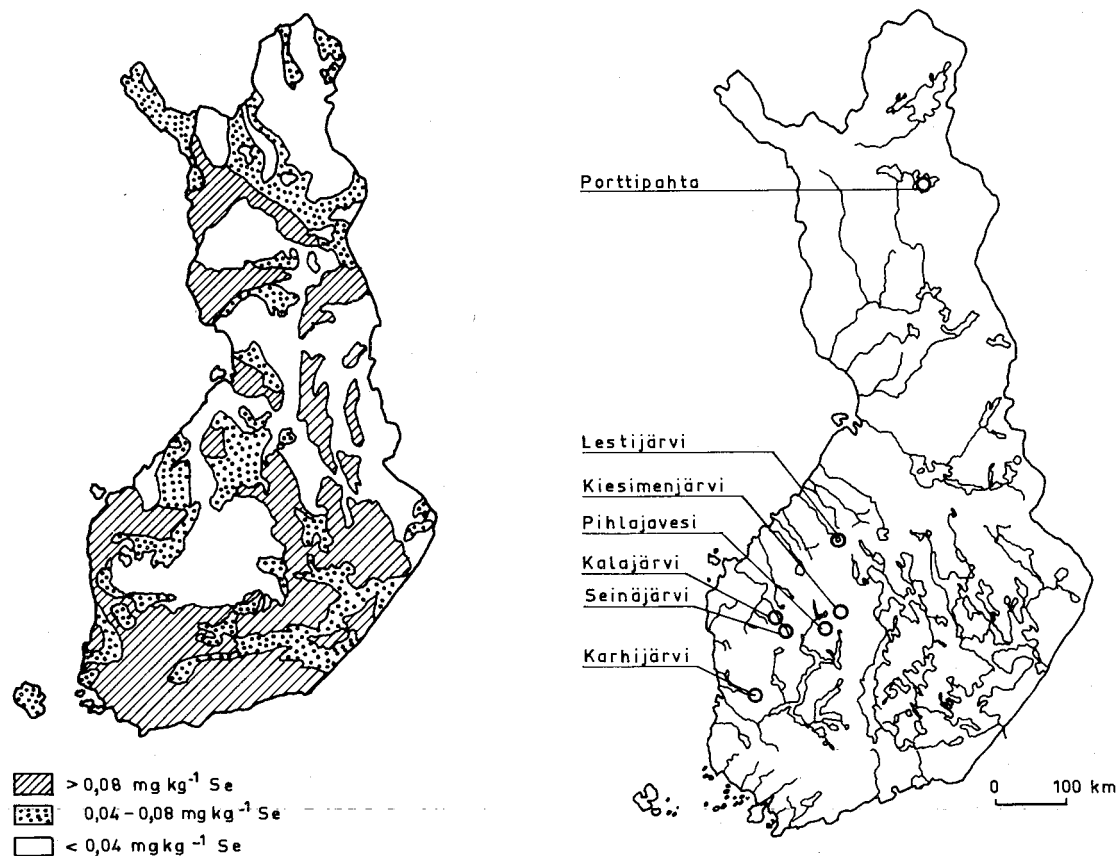 > 0,08 mg kg⁻¹ Se
0,04–0,08 mg kg⁻¹ Se
< 0,04 mg kg⁻¹ Se
Porttipahta
Lestijärvi
Kiesimenjärvi
Pihlajavesi
Kalajärvi
Seinäjärvi
Karhijärvi
0 100 km